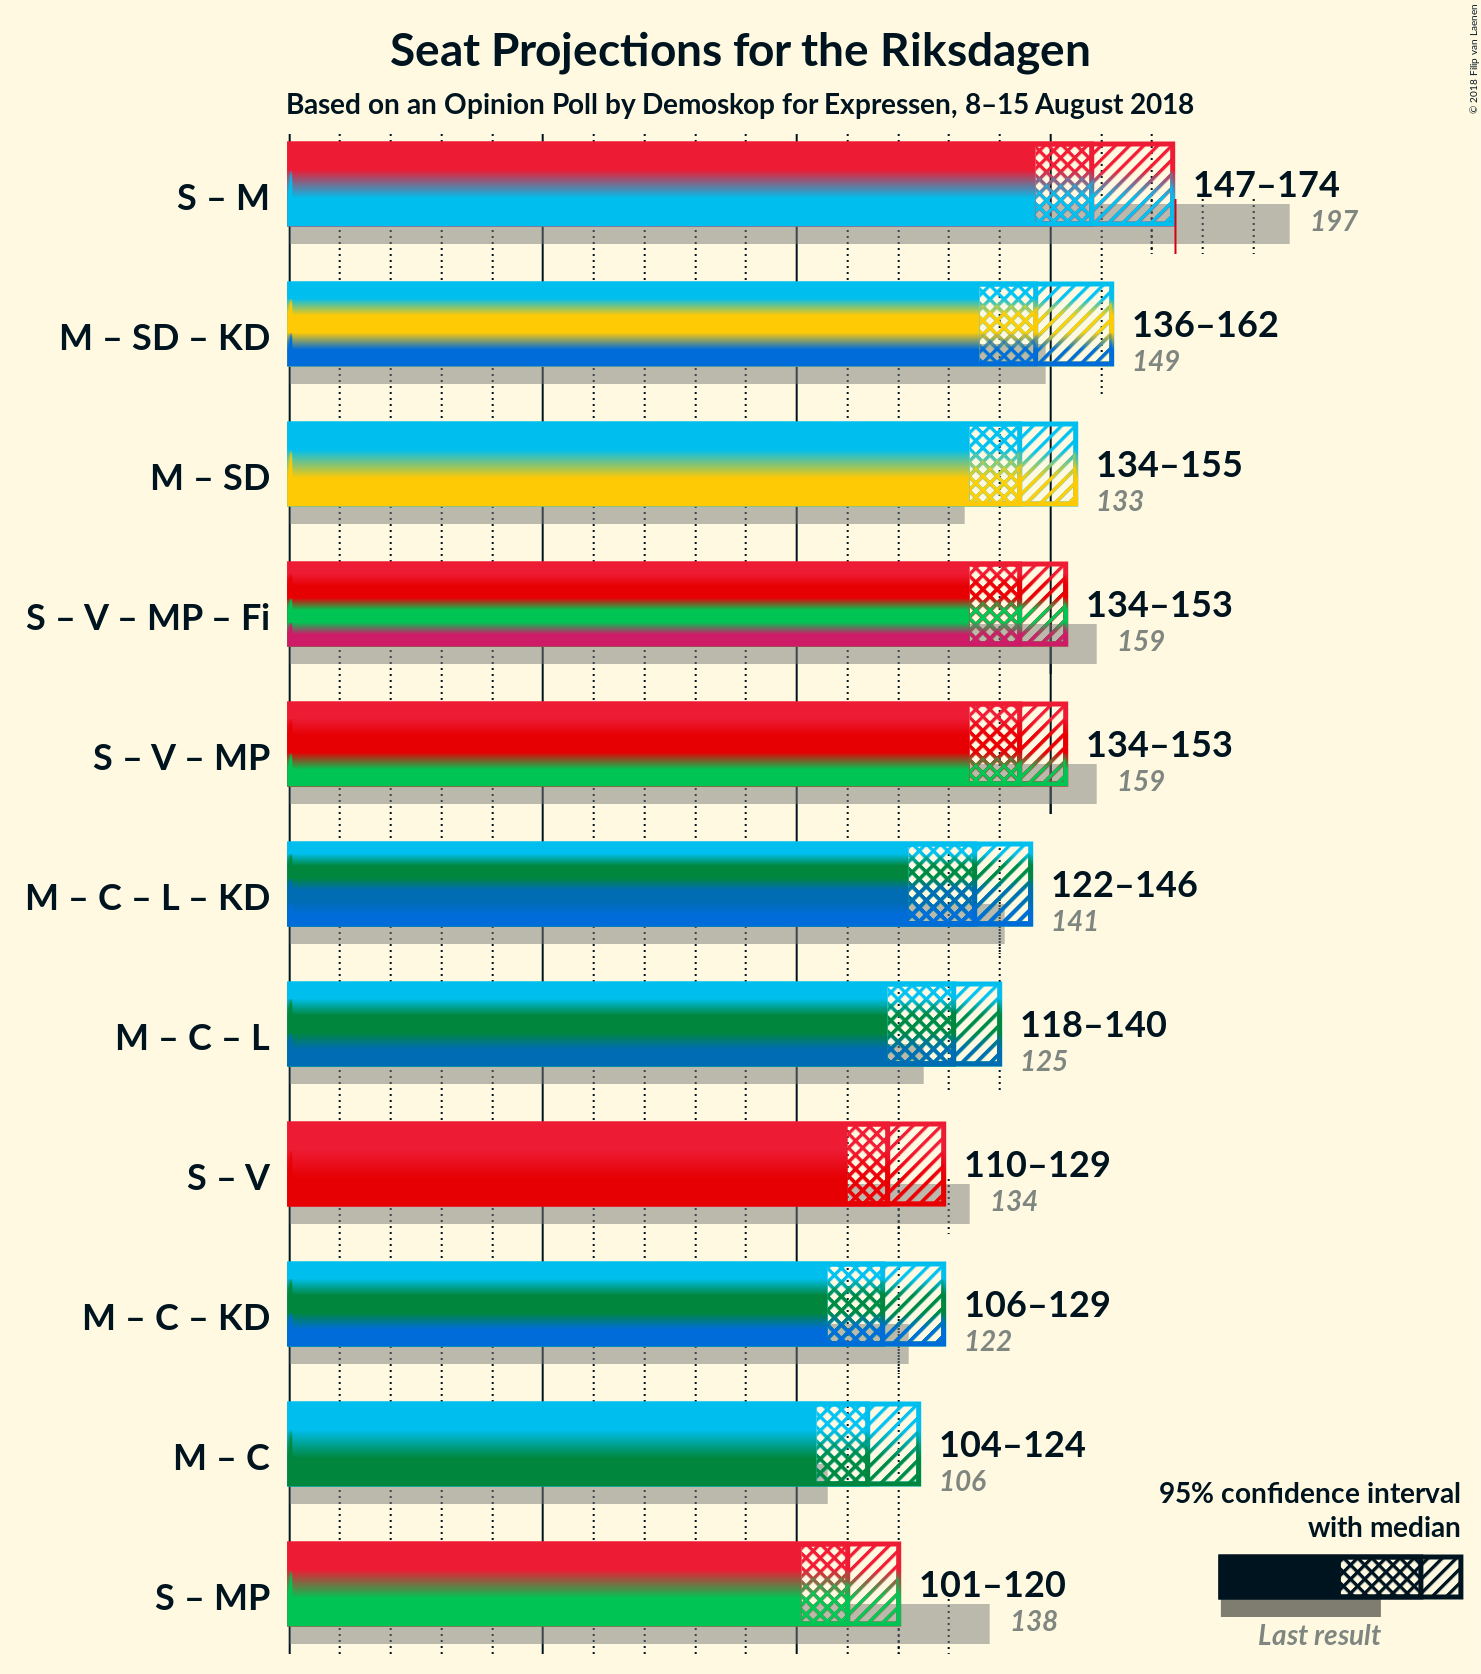 © 2018 Filip van Laenen
Seat Projections for the Riksdagen
Based on an Opinion Poll by Demoskop for Expressen, 8–15 August 2018
S – M
147–174
197
M – SD – KD
136–162
149
M – SD
134–155
133
S – V – MP – Fi
134–153
159
S – V – MP
134–153
159
M – C – L – KD
122–146
141
M – C – L
118–140
125
S – V
110–129
134
M – C – KD
106–129
122
M – C
104–124
106
S – MP
101–120
138
95% confidence interval
with median
Last result